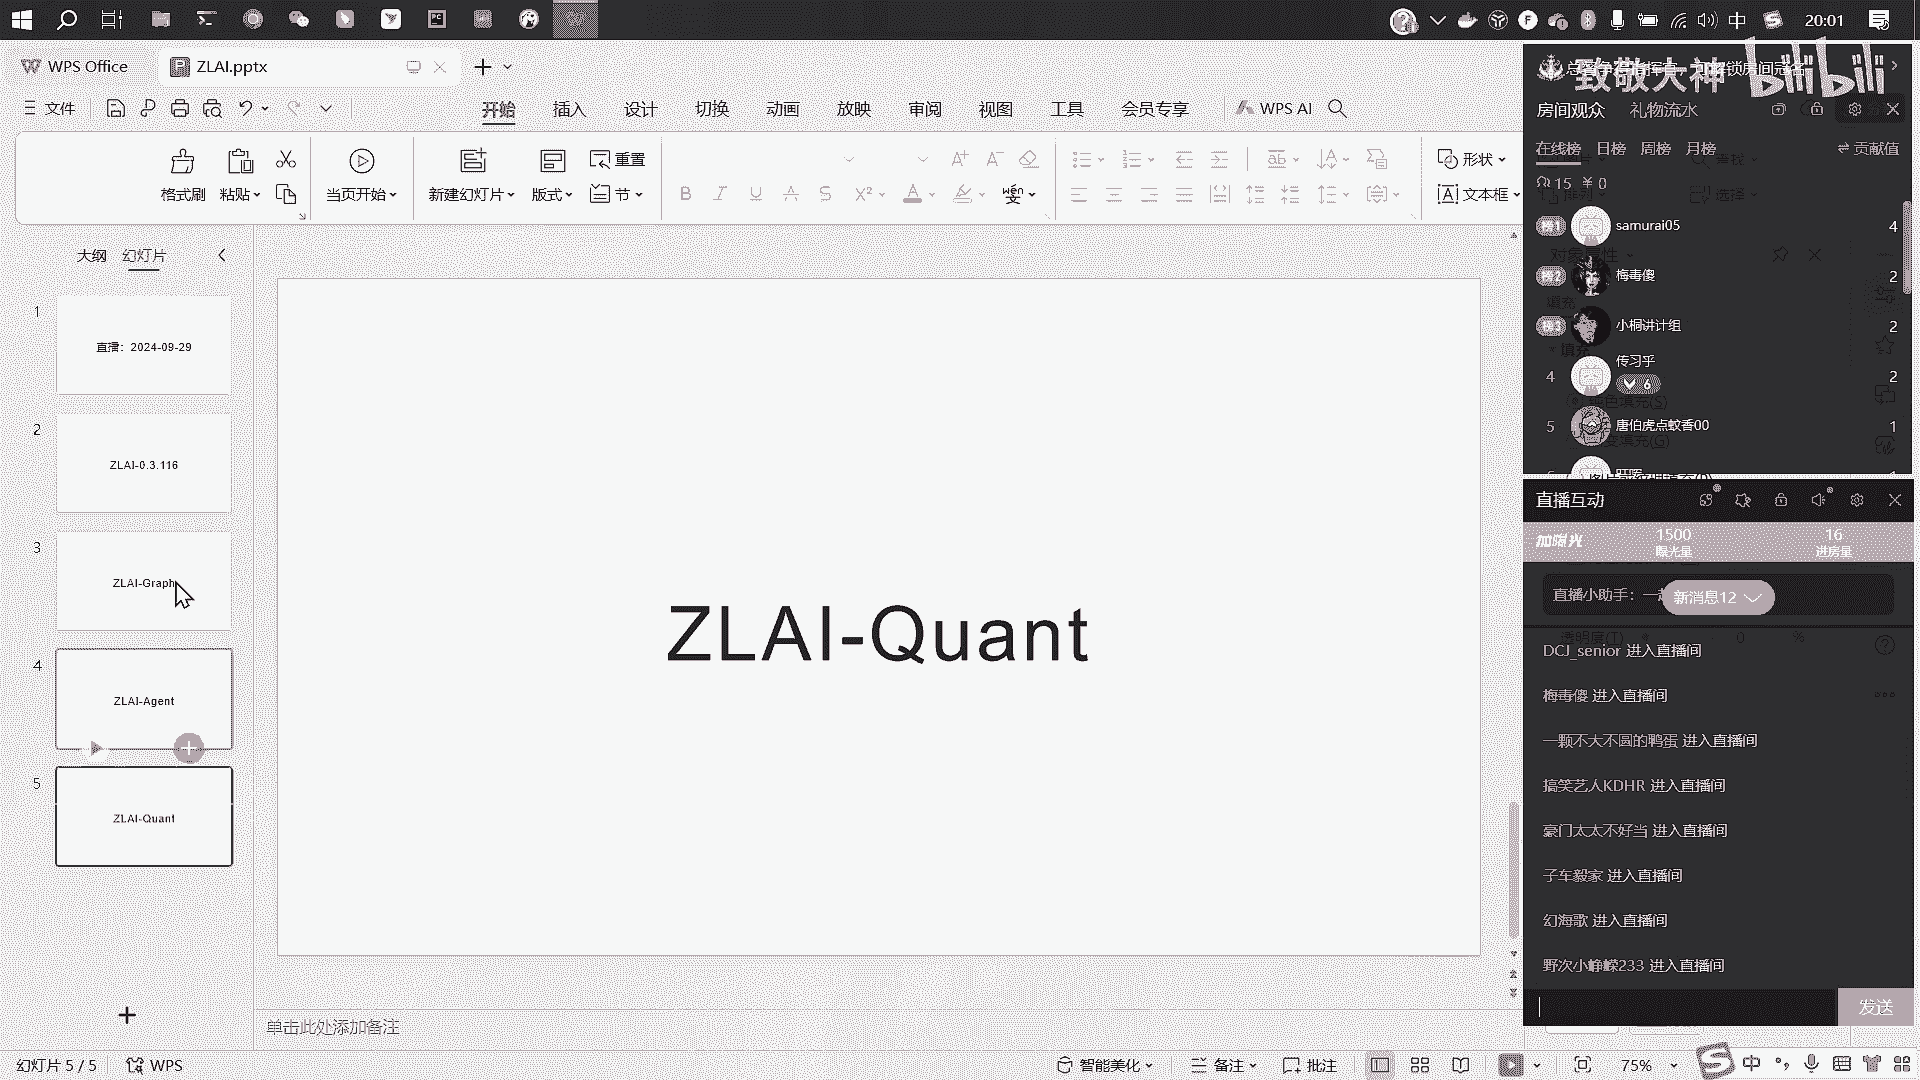 20:01
WPS Office
ZLAI.pptx
文件
开始
插入
设计
切换
动画
放映
审阅
视图
工具
会员专享
WPS AI
格式刷
粘贴
当页开始
新建幻灯片
版式
重置
节
形状
文本框
大纲
幻灯片
1
直播：2024-09-29
2
ZLAI-0.3.116
3
ZLAI-Graph
4
ZLAI-Agent
5
ZLAI-Quant
ZLAI-Quant
单击此处添加备注
幻灯片 5 / 5
WPS
智能美化
备注
批注
75%
中
致敬大神
bilibili
房间观众
礼物流水
在线榜
日榜
周榜
月榜
贡献值
15
¥ 0
榜1 samurai05 4
榜2 梅毒傻 2
榜3 小桐讲计组 2
4 传习乎 6 2
5 唐伯虎点蚊香00 1
直播互动
加曝光
1500
曝光量
16
进房量
直播小助手：一起
新消息12
DCJ_senior 进入直播间
梅毒傻 进入直播间
一颗不大不圆的鸭蛋 进入直播间
搞笑艺人KDHR 进入直播间
豪门太太不好当 进入直播间
子车毅家 进入直播间
幻海歌 进入直播间
野次小峥嵘233 进入直播间
发送